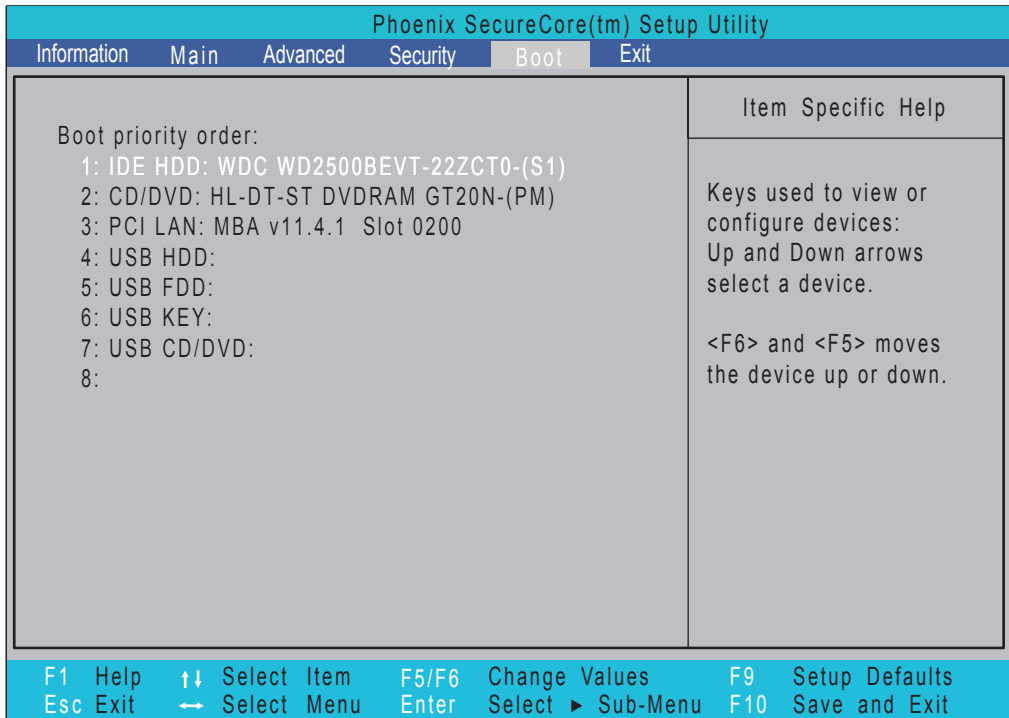 Phoenix SecureCore(tm) Setup Utility
Information Main Advanced Security Boot Exit
Boot priority order:
1: IDE HDD: WDC WD2500BEVT-22ZCT0-(S1)
2: CD/DVD: HL-DT-ST DVDRAM GT20N-(PM)
3: PCI LAN: MBA v11.4.1 Slot 0200
4: USB HDD:
5: USB FDD:
6: USB KEY:
7: USB CD/DVD:
8:
Item Specific Help
Keys used to view or
configure devices:
Up and Down arrows
select a device.
<F6> and <F5> moves
the device up or down.
F1 Help ↑↓ Select Item F5/F6 Change Values F9 Setup Defaults
Esc Exit ↔ Select Menu Enter Select ► Sub-Menu F10 Save and Exit